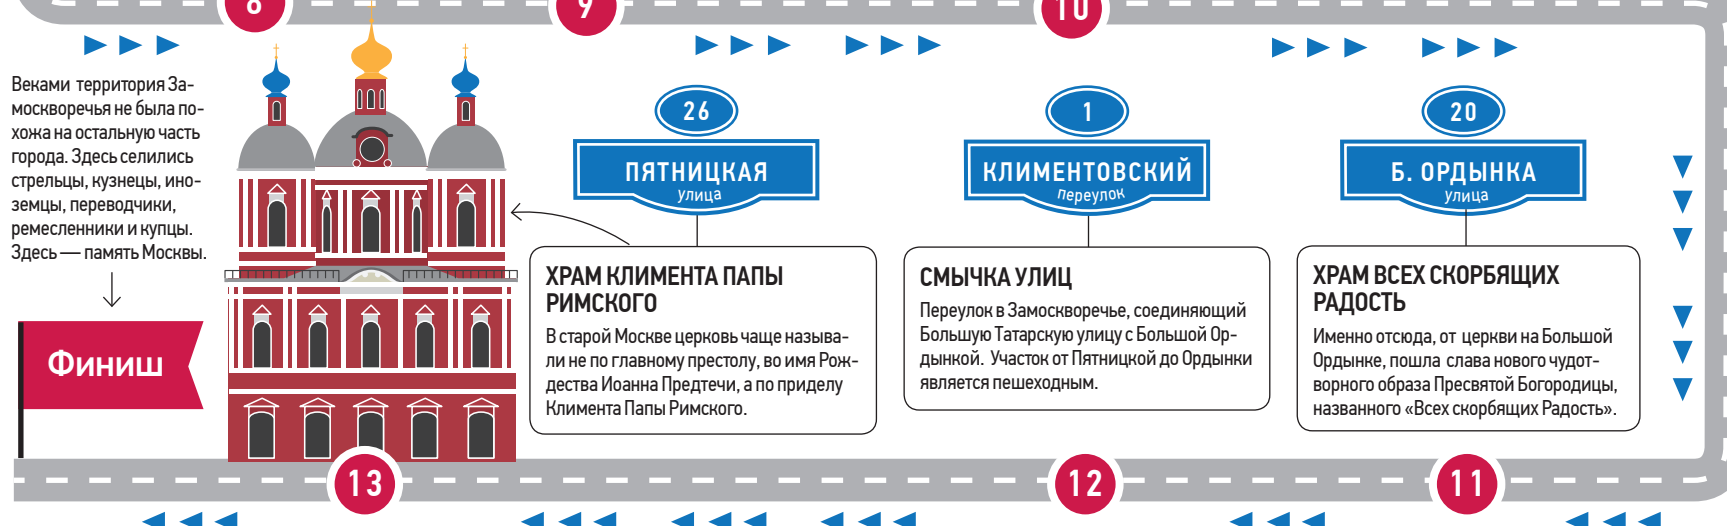 8
9
10
Веками территория За-
москворечья не была по-
хожа на остальную часть
города. Здесь селились
стрельцы, кузнецы, ино-
земцы, переводчики,
ремесленники и купцы.
Здесь — память Москвы.
Финиш
26
ПЯТНИЦКАЯ
улица
ХРАМ КЛИМЕНТА ПАПЫ
РИМСКОГО
В старой Москве церковь чаще называ-
ли не по главному престолу, во имя Рож-
дества Иоанна Предтечи, а по приделу
Климента Папы Римского.
1
КЛИМЕНТОВСКИЙ
переулок
СМЫЧКА УЛИЦ
Переулок в Замоскворечье, соединяющий
Большую Татарскую улицу с Большой Ор-
дынкой. Участок от Пятницкой до Ордынки
является пешеходным.
20
Б. ОРДЫНКА
улица
ХРАМ ВСЕХ СКОРБЯЩИХ
РАДОСТЬ
Именно отсюда, от церкви на Большой
Ордынке, пошла слава нового чудот-
ворного образа Пресвятой Богородицы,
названного «Всех скорбящих Радость».
13
12
11